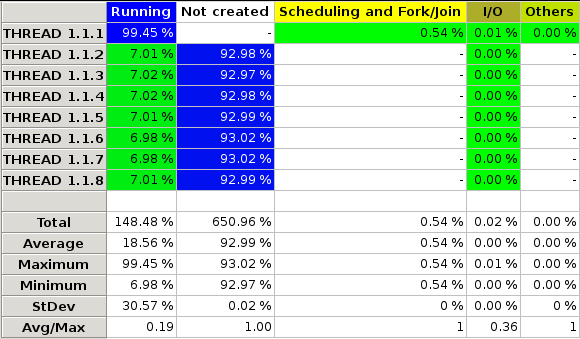 Running Not created Scheduling and Fork/Join I/O Others
THREAD 1.1.1 99.45 % - 0.54 % 0.01 % 0.00 %
THREAD 1.1.2 7.01 % 92.98 % - 0.00 % -
THREAD 1.1.3 7.02 % 92.97 % - 0.00 % -
THREAD 1.1.4 7.02 % 92.98 % - 0.00 % -
THREAD 1.1.5 7.01 % 92.99 % - 0.00 % -
THREAD 1.1.6 6.98 % 93.02 % - 0.00 % -
THREAD 1.1.7 6.98 % 93.02 % - 0.00 % -
THREAD 1.1.8 7.01 % 92.99 % - 0.00 % -
Total 148.48 % 650.96 % 0.54 % 0.02 % 0.00 %
Average 18.56 % 92.99 % 0.54 % 0.00 % 0.00 %
Maximum 99.45 % 93.02 % 0.54 % 0.01 % 0.00 %
Minimum 6.98 % 92.97 % 0.54 % 0.00 % 0.00 %
StDev 30.57 % 0.02 % 0 % 0.00 % 0 %
Avg/Max 0.19 1.00 1 0.36 1